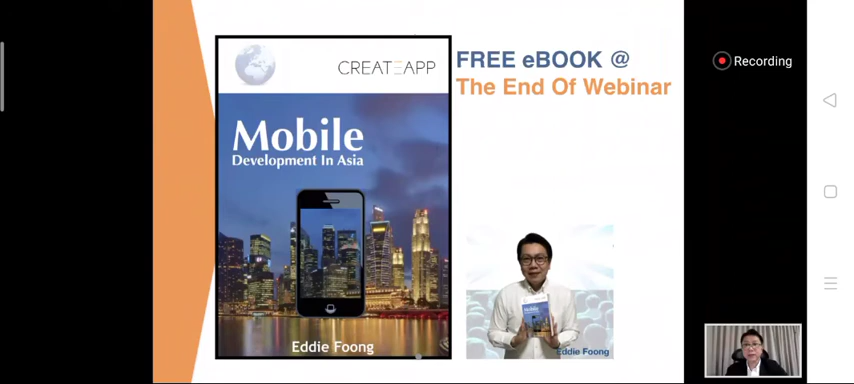 CREATEAPP
FREE eBOOK @
The End Of Webinar
Recording
Mobile
Development In Asia
Eddie Foong
Eddie Foong